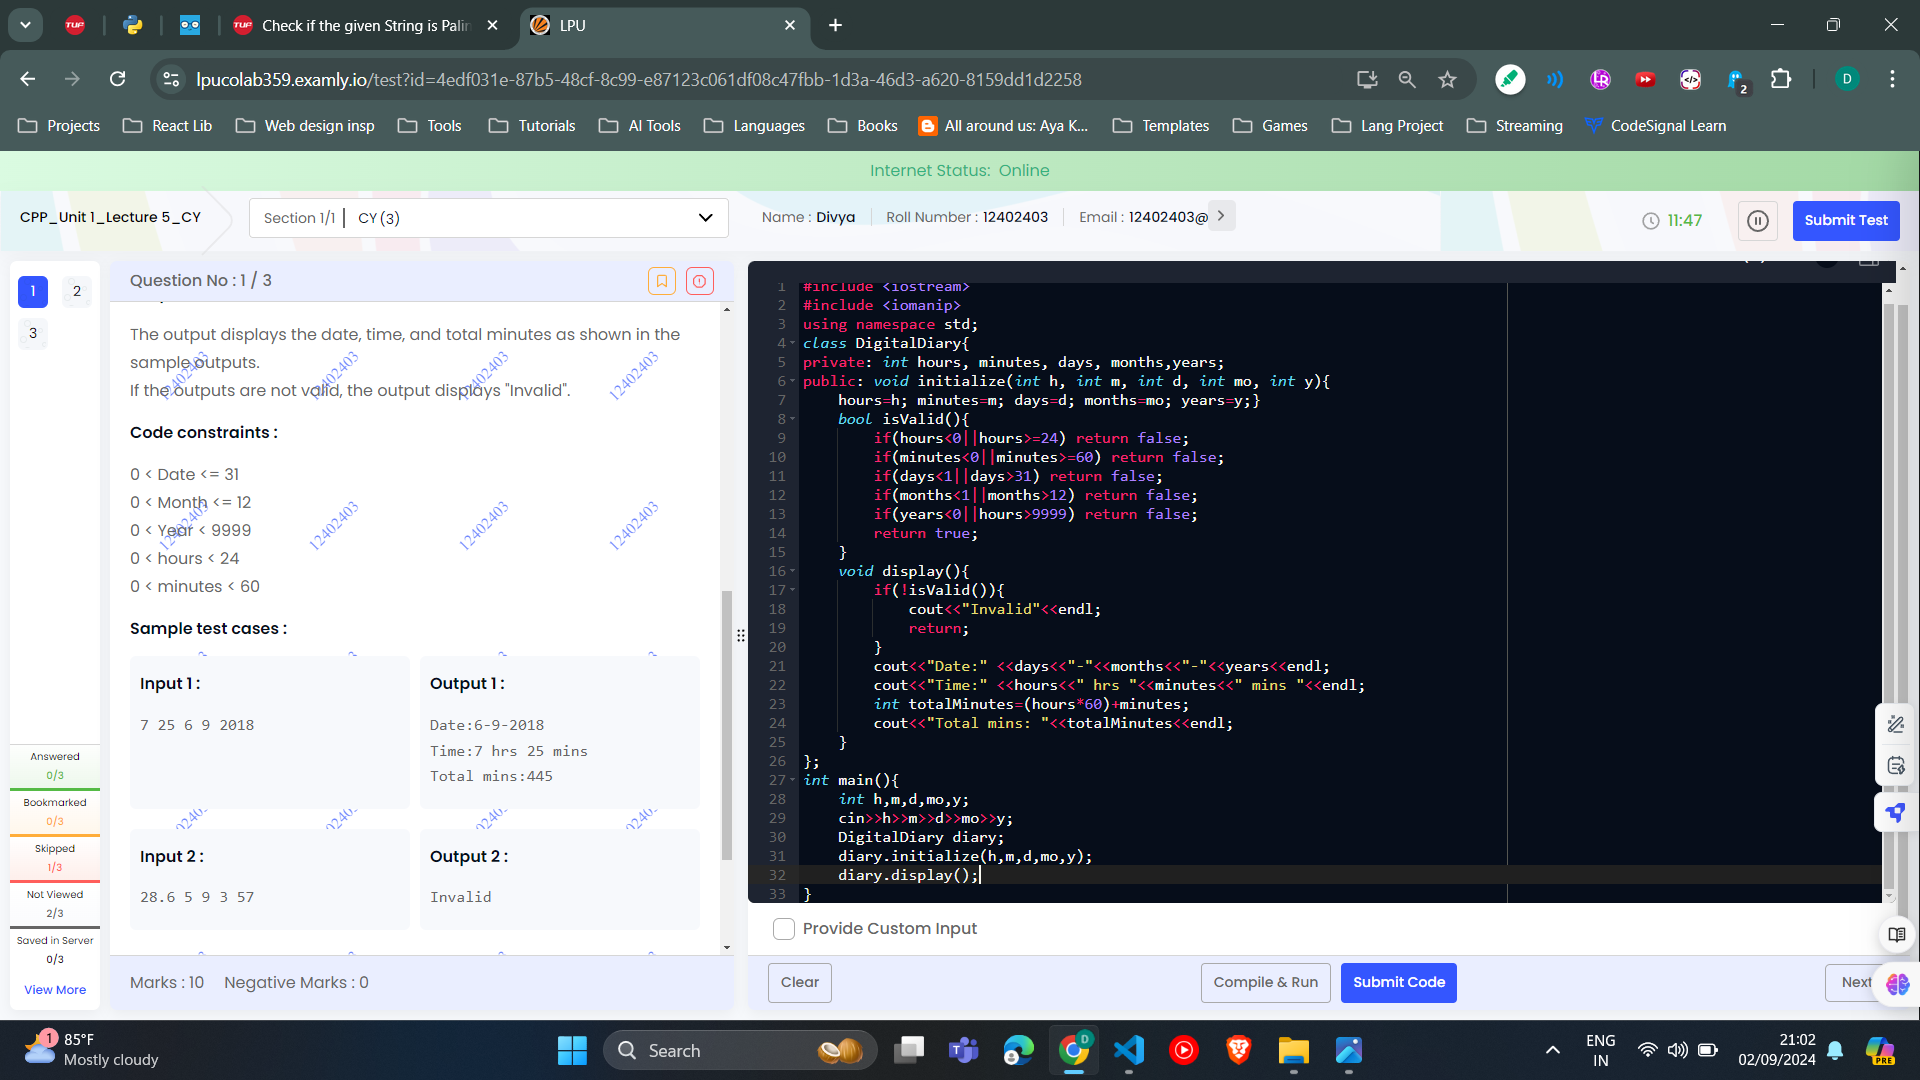 Check if the given String is Palin
LPU
lpucolab359.examly.io/test?id=4edf031e-87b5-48cf-8c99-e87123c061df08c47fbb-1d3a-46d3-a620-8159dd1d2258
2
D
Projects
React Lib
Web design insp
Tools
Tutorials
AI Tools
Languages
Books
All around us: Aya K...
Templates
Games
Lang Project
Streaming
CodeSignal Learn
Internet Status: Online
CPP_Unit 1_Lecture 5_CY
Section 1/1 | CY (3)
Name : Divya
Roll Number : 12402403
Email : 12402403@
11:47
Submit Test
1
2
3
Question No : 1 / 3
The output displays the date, time, and total minutes as shown in the
sample outputs.
If the outputs are not valid, the output displays "Invalid".
Code constraints :
0 < Date <= 31
0 < Month <= 12
0 < Year < 9999
0 < hours < 24
0 < minutes < 60
Sample test cases :
Input 1 :
7 25 6 9 2018
Output 1 :
Date:6-9-2018
Time:7 hrs 25 mins
Total mins:445
Input 2 :
28.6 5 9 3 57
Output 2 :
Invalid
12402403 12402403 12402403 12402403
12402403 12402403 12402403 12402403
Answered
0/3
Bookmarked
0/3
Skipped
1/3
Not Viewed
2/3
Saved in Server
0/3
View More
Marks : 10
Negative Marks : 0
1 #include <iostream>
2 #include <iomanip>
3 using namespace std;
4 class DigitalDiary{
5 private: int hours, minutes, days, months,years;
6 public: void initialize(int h, int m, int d, int mo, int y){
7 hours=h; minutes=m; days=d; months=mo; years=y;}
8 bool isValid(){
9 if(hours<0||hours>=24) return false;
10 if(minutes<0||minutes>=60) return false;
11 if(days<1||days>31) return false;
12 if(months<1||months>12) return false;
13 if(years<0||hours>9999) return false;
14 return true;
15 }
16 void display(){
17 if(!isValid()){
18 cout<<"Invalid"<<endl;
19 return;
20 }
21 cout<<"Date:" <<days<<"-"<<months<<"-"<<years<<endl;
22 cout<<"Time:" <<hours<<" hrs "<<minutes<<" mins "<<endl;
23 int totalMinutes=(hours*60)+minutes;
24 cout<<"Total mins: "<<totalMinutes<<endl;
25 }
26 };
27 int main(){
28 int h,m,d,mo,y;
29 cin>>h>>m>>d>>mo>>y;
30 DigitalDiary diary;
31 diary.initialize(h,m,d,mo,y);
32 diary.display();
33 }
Provide Custom Input
Clear
Compile & Run
Submit Code
Next
1
85°F
Mostly cloudy
Search
ENG
IN
21:02
02/09/2024
PRE